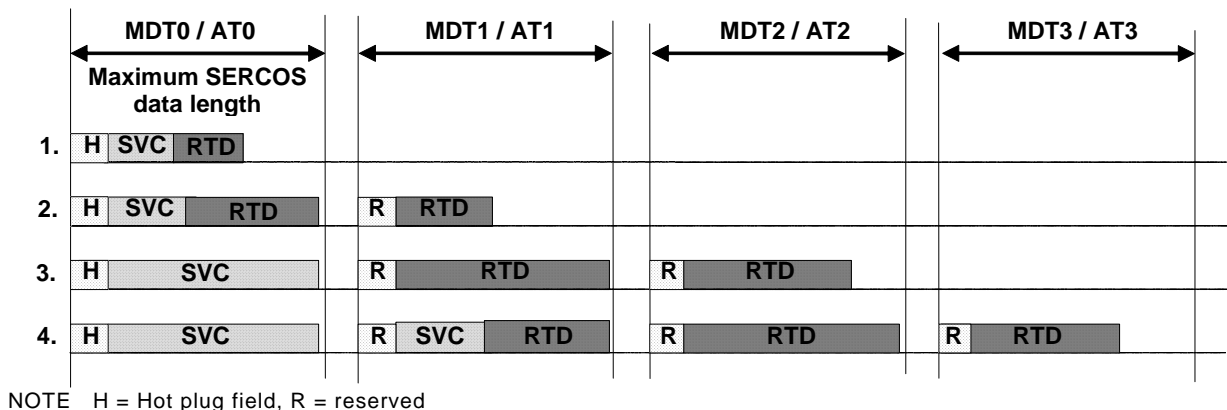 MDT0 / AT0 MDT1 / AT1 MDT2 / AT2 MDT3 / AT3
Maximum SERCOS
data length
1. H SVC RTD
2. H SVC RTD R RTD
3. H SVC R RTD R RTD
4. H SVC R SVC RTD R RTD R RTD
NOTE H = Hot plug field, R = reserved